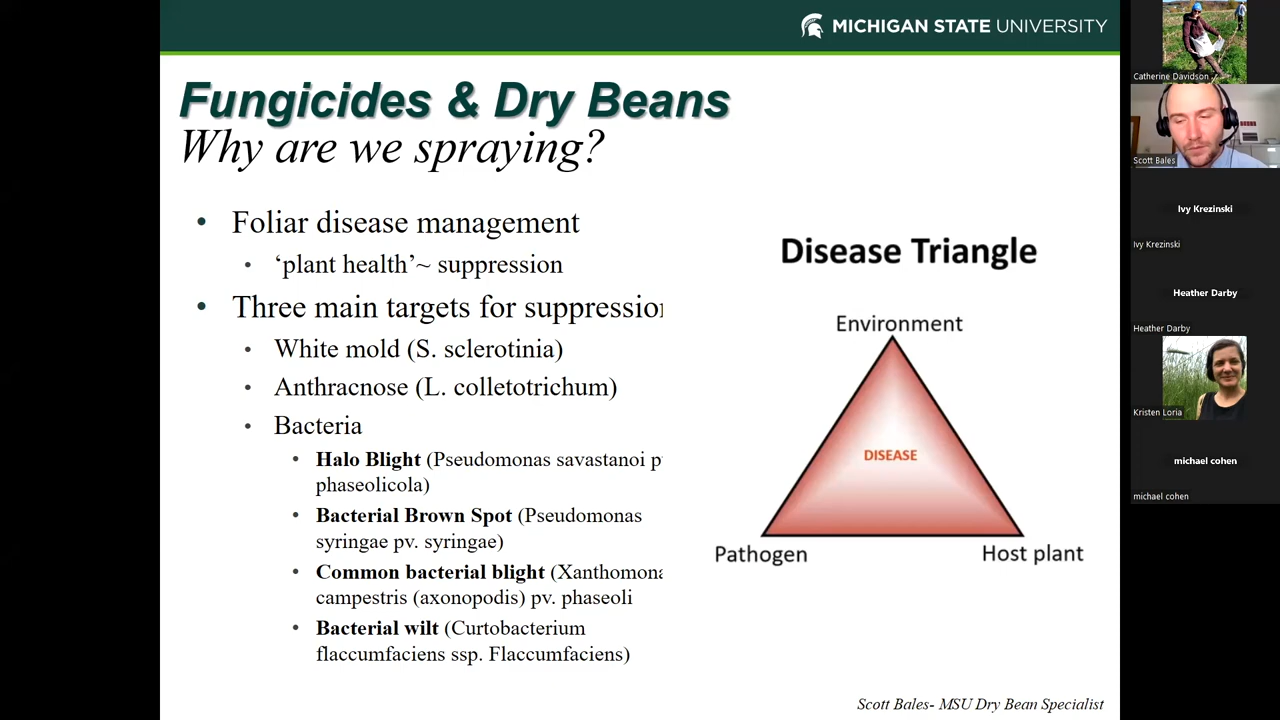 MICHIGAN STATE UNIVERSITY
Fungicides & Dry Beans
Why are we spraying?
• Foliar disease management
• ‘plant health’~ suppression
• Three main targets for suppression
• White mold (S. sclerotinia)
• Anthracnose (L. colletotrichum)
• Bacteria
• Halo Blight (Pseudomonas savastanoi p
phaseolicola)
• Bacterial Brown Spot (Pseudomonas
syringae pv. syringae)
• Common bacterial blight (Xanthomona
campestris (axonopodis) pv. phaseoli
• Bacterial wilt (Curtobacterium
flaccumfaciens ssp. Flaccumfaciens)
Disease Triangle
Environment
DISEASE
Pathogen
Host plant
Scott Bales- MSU Dry Bean Specialist
Catherine Davidson
Scott Bales
Ivy Krezinski
Ivy Krezinski
Heather Darby
Heather Darby
Kristen Loria
michael cohen
michael cohen